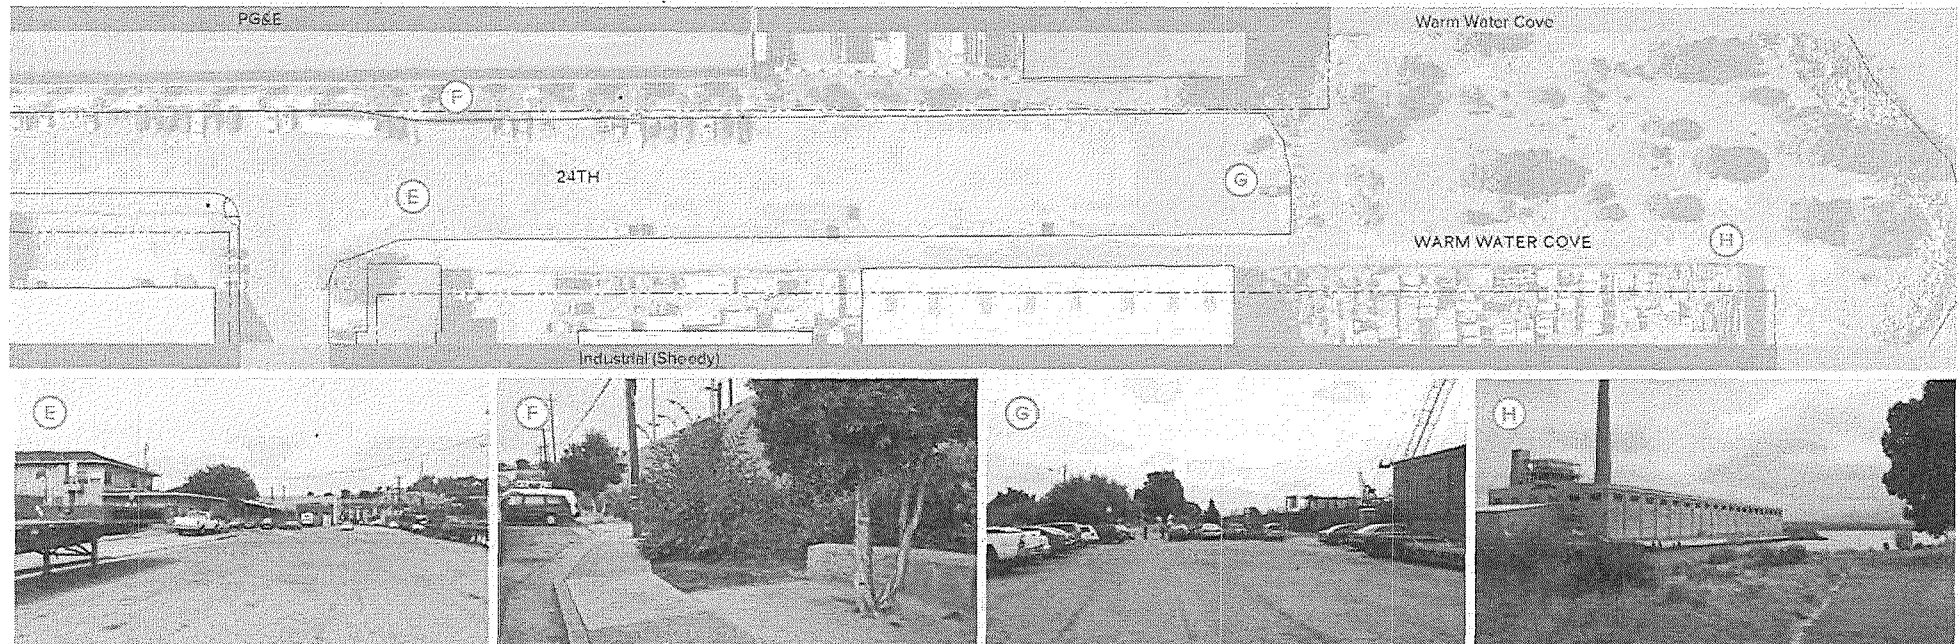 PG&E
Warm Water Cove
F
24TH
E
G
WARM WATER COVE
H
Industrial (Sheedy)
E
F
G
H